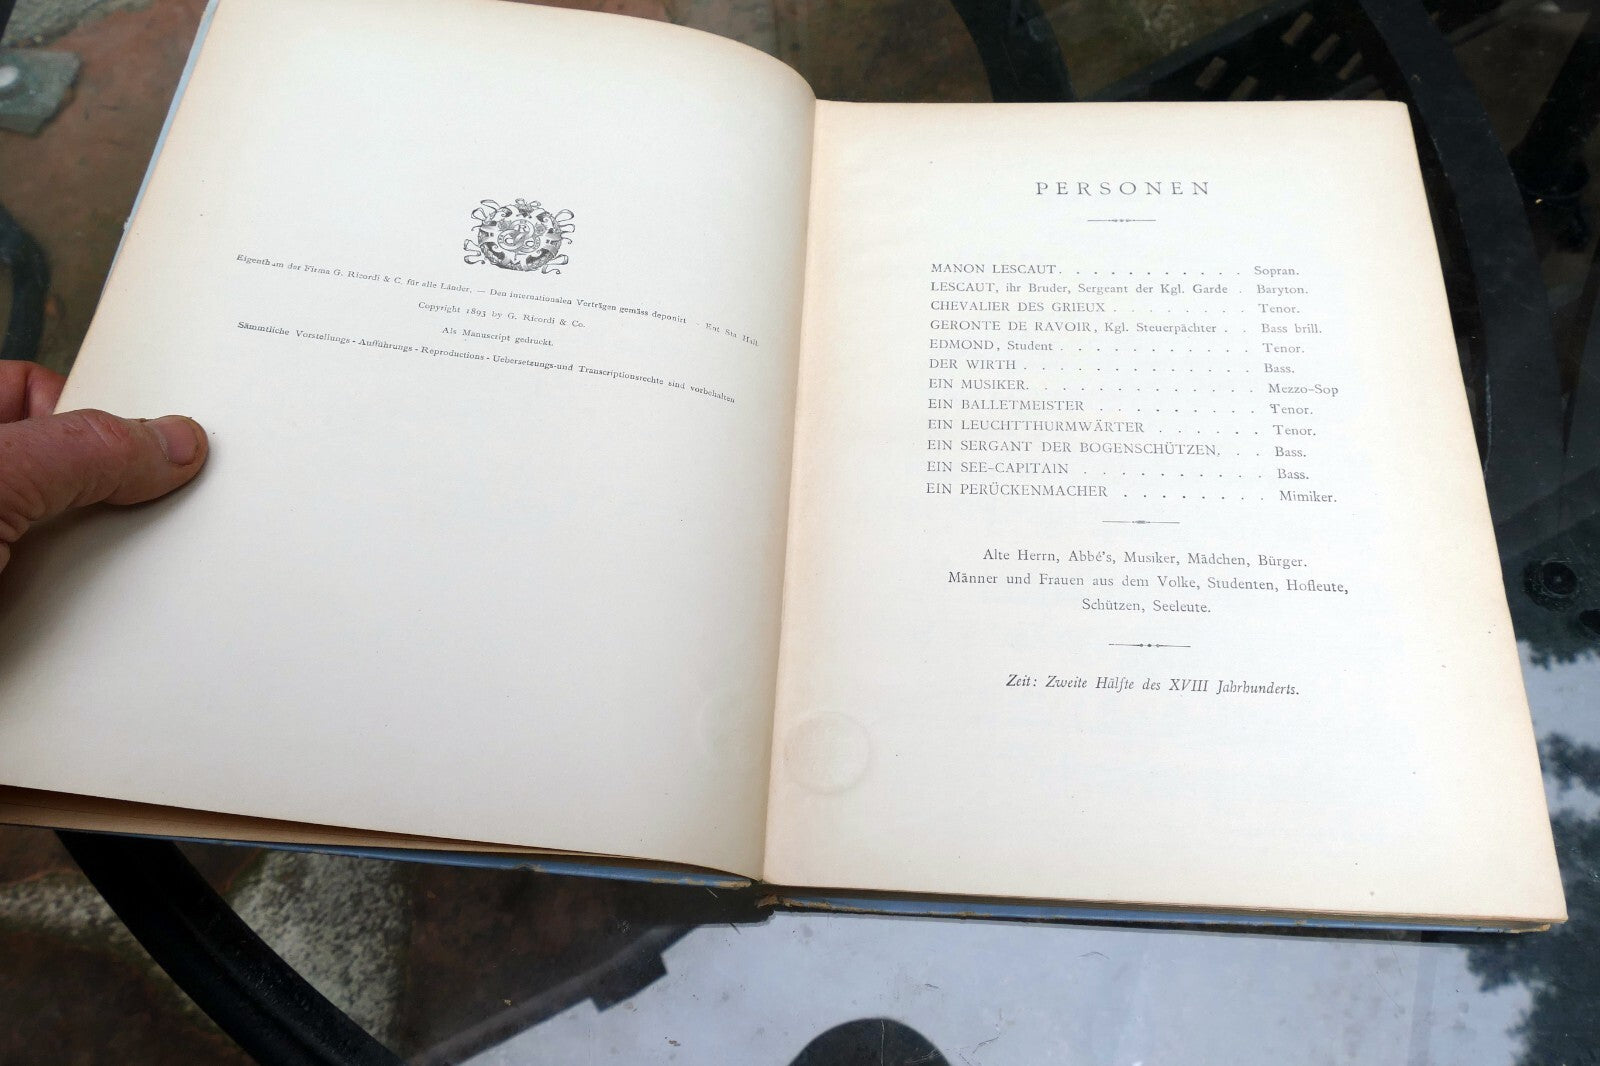 Eigenthum der Firma G. Ricordi & C. für alle Länder. — Den internationalen Verträgen gemäss deponirt - Ent. Sta. Hall.
Copyright 1893 by G. Ricordi & Co.
Als Manuscript gedruckt.
Sämmtliche Vorstellungs - Aufführungs - Reproductions - Uebersetzungs-und Transcriptionsrechte sind vorbehalten
PERSONEN
MANON LESCAUT. . . . . . . . . . . Sopran.
LESCAUT, ihr Bruder, Sergeant der Kgl. Garde . Baryton.
CHEVALIER DES GRIEUX . . . . . . . . Tenor.
GERONTE DE RAVOIR, Kgl. Steuerpächter . . Bass brill.
EDMOND, Student . . . . . . . . . . . Tenor.
DER WIRTH . . . . . . . . . . . . . Bass.
EIN MUSIKER. . . . . . . . . . . . . Mezzo-Sop
EIN BALLETMEISTER . . . . . . . . . Tenor.
EIN LEUCHTTHURMWÄRTER . . . . . . Tenor.
EIN SERGANT DER BOGENSCHÜTZEN, . . Bass.
EIN SEE-CAPITAIN . . . . . . . . . . Bass.
EIN PERÜCKENMACHER . . . . . . . . Mimiker.
Alte Herrn, Abbé's, Musiker, Mädchen, Bürger.
Männer und Frauen aus dem Volke, Studenten, Hofleute,
Schützen, Seeleute.
Zeit: Zweite Hälfte des XVIII Jahrhunderts.